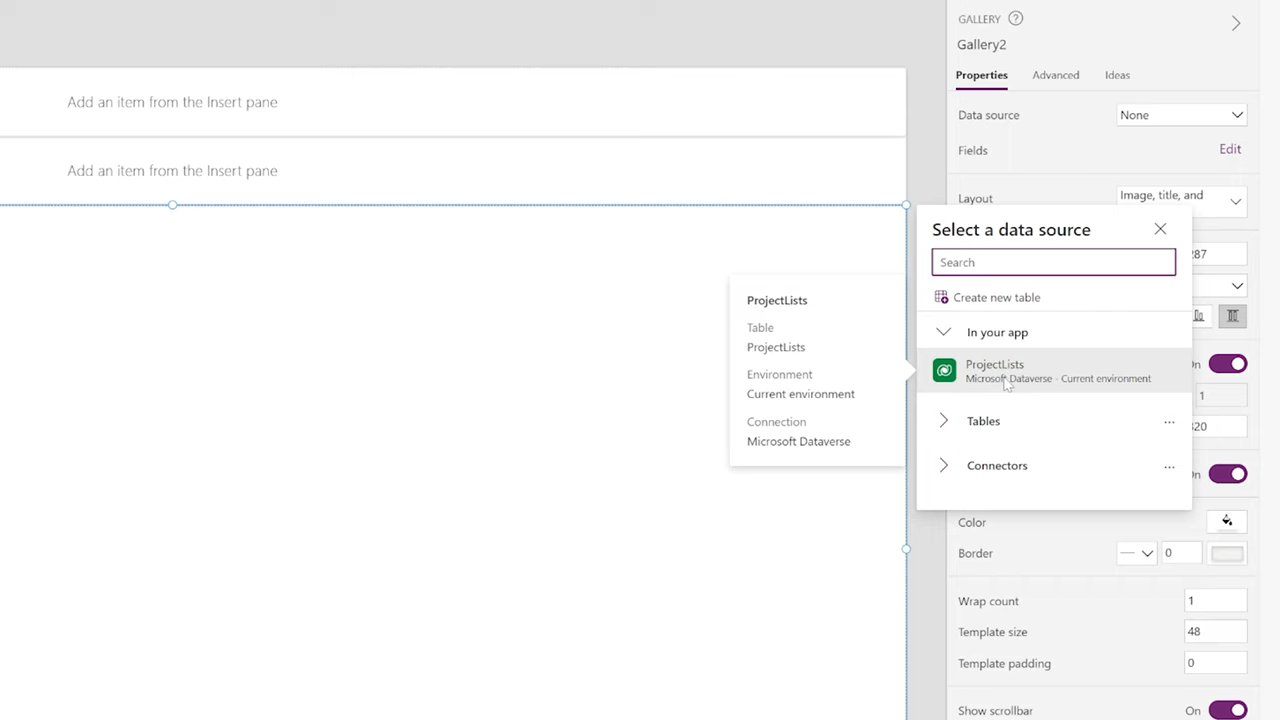 GALLERY ?
Gallery2
Properties Advanced Ideas
Data source None
Fields Edit
Layout Image, title, and
Add an item from the Insert pane
Add an item from the Insert pane
Select a data source
Search
Create new table
In your app
ProjectLists
Microsoft Dataverse - Current environment
Tables ...
Connectors ...
ProjectLists
Table
ProjectLists
Environment
Current environment
Connection
Microsoft Dataverse
1
Color
Border 0
Wrap count 1
Template size 48
Template padding 0
Show scrollbar On